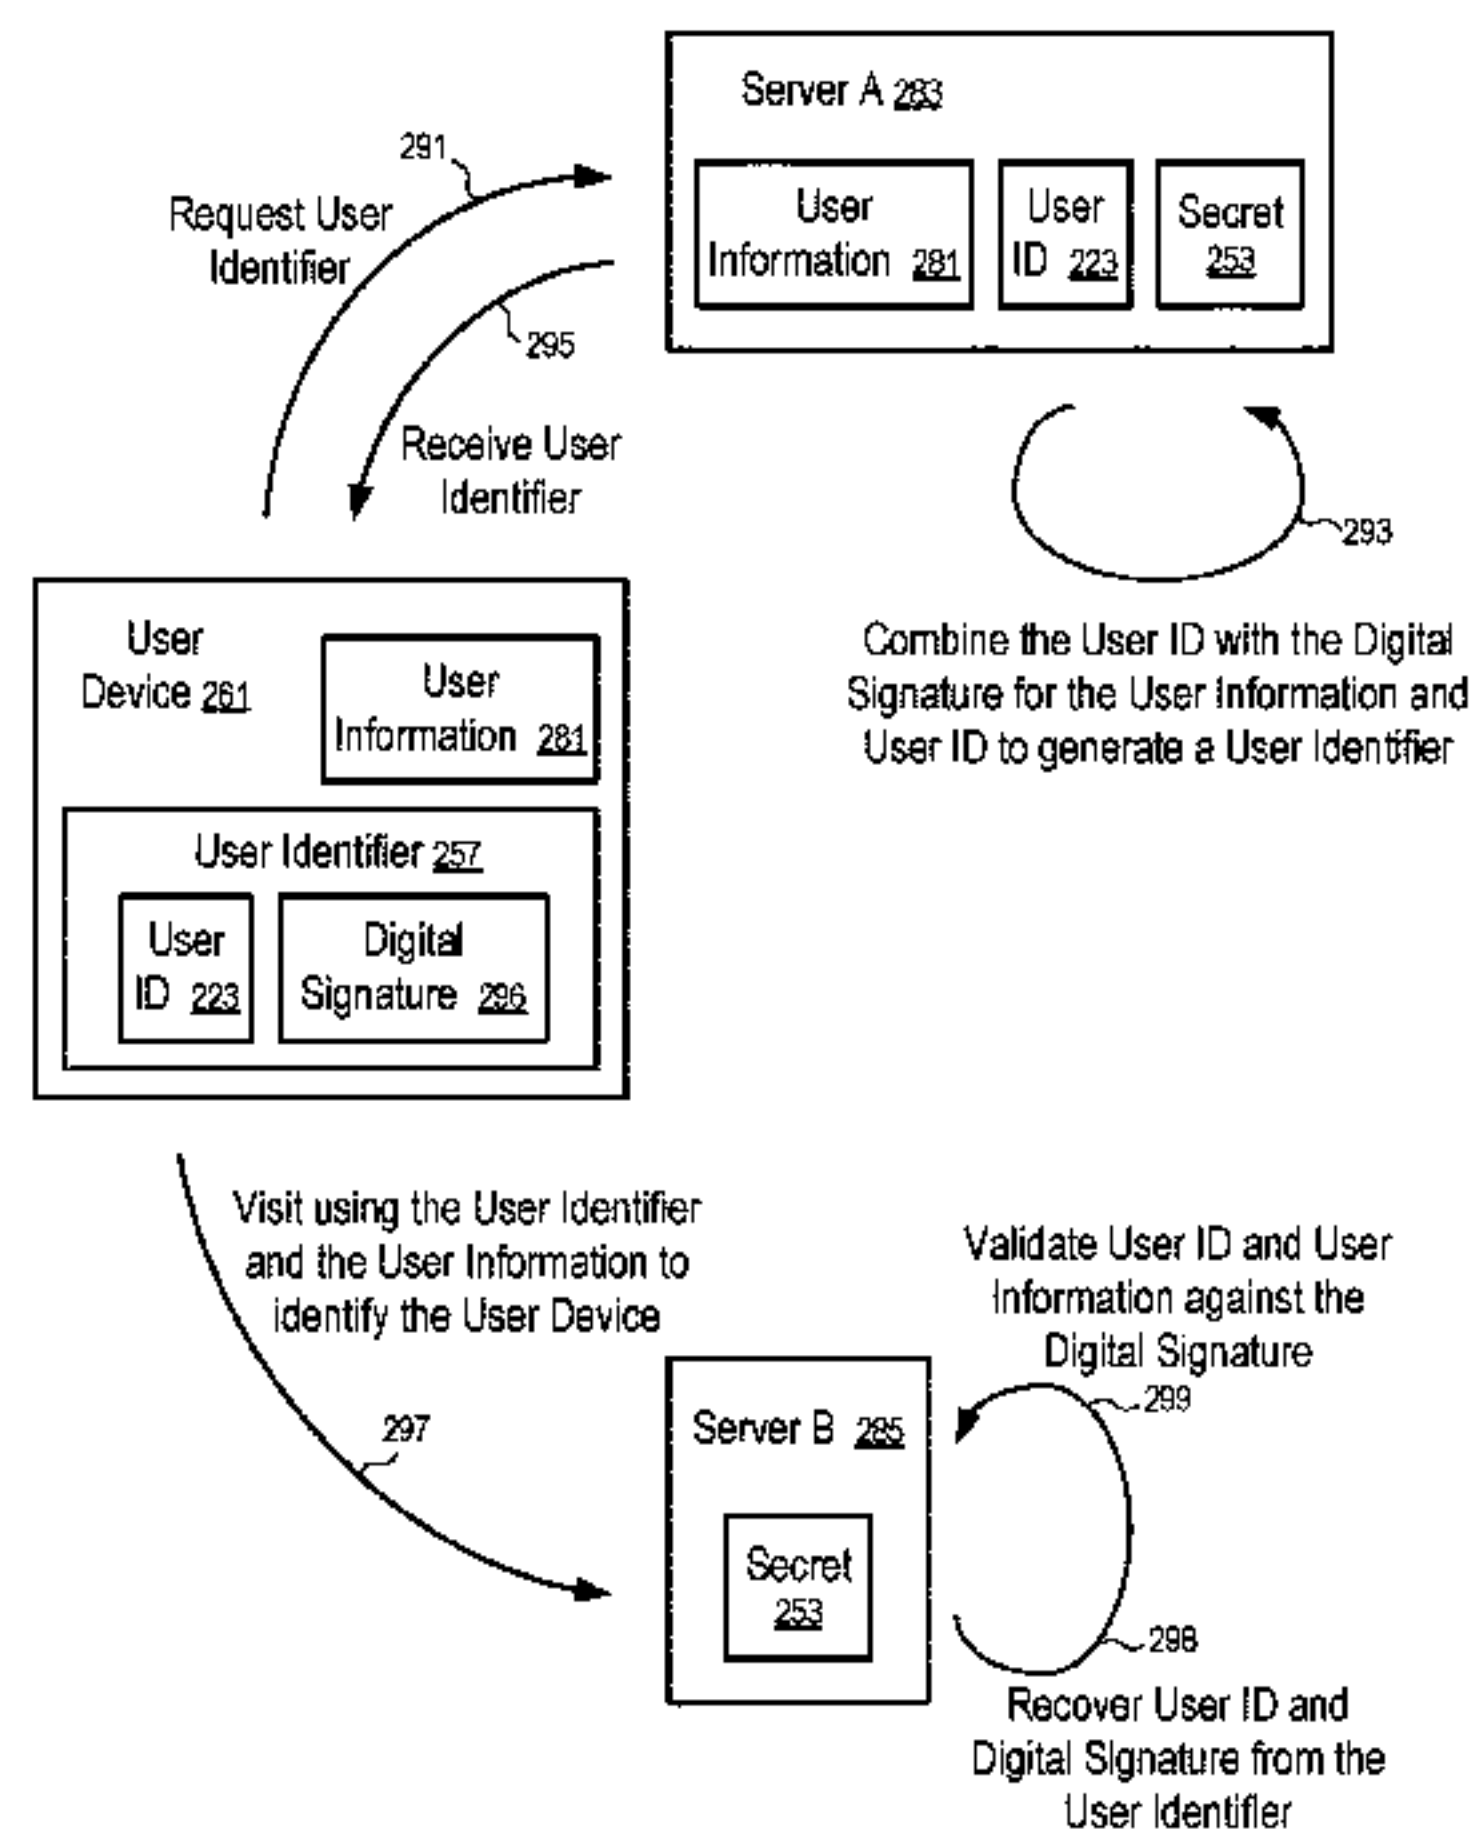 Server A 283
User
Information 281
User
ID 223
Secret
253
291
Request User
Identifier
295
Receive User
Identifier
293
Combine the User ID with the Digital
Signature for the User Information and
User ID to generate a User Identifier
User
Device 261
User
Information 281
User Identifier 257
User
ID 223
Digital
Signature 296
Visit using the User Identifier
and the User Information to
identify the User Device
297
Validate User ID and User
Information against the
Digital Signature
299
Server B 285
Secret
253
298
Recover User ID and
Digital Signature from the
User Identifier